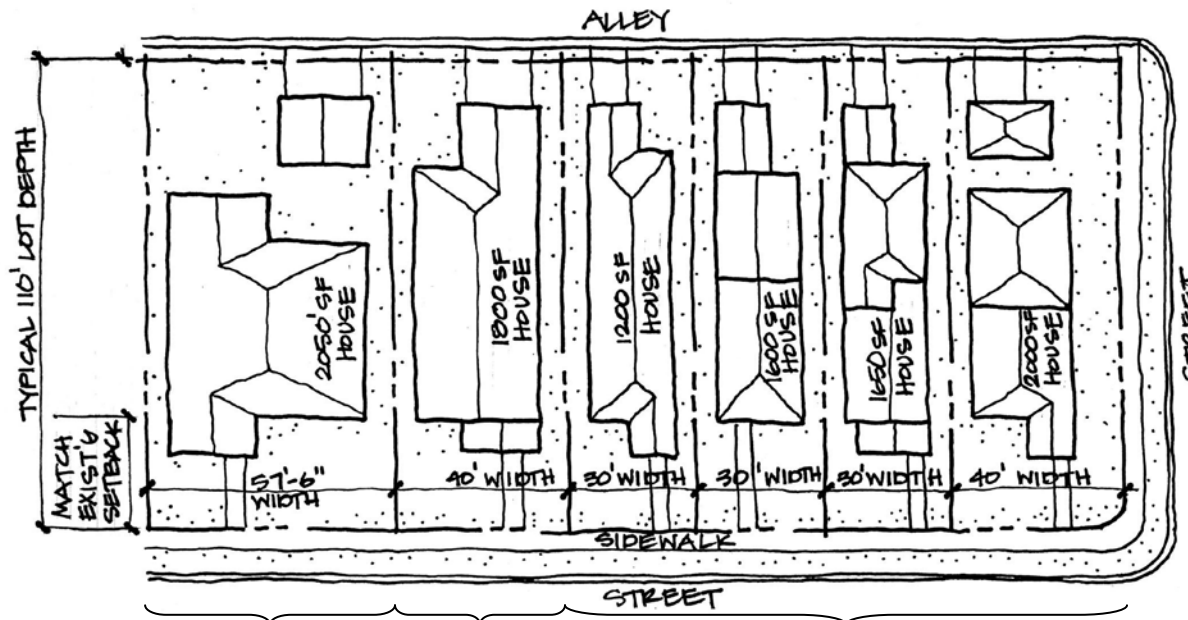 ALLEY
TYPICAL 110' LOT DEPTH
MATCH
EXIST'G
SETBACK
2050'SF
HOUSE
1800 SF
HOUSE
1200 SF
HOUSE
1600 SF
HOUSE
1650 SF
HOUSE
2000 SF
HOUSE
STREET
57'-6"
WIDTH
40' WIDTH
30' WIDTH
30' WIDTH
30' WIDTH
40' WIDTH
SIDEWALK
STREET